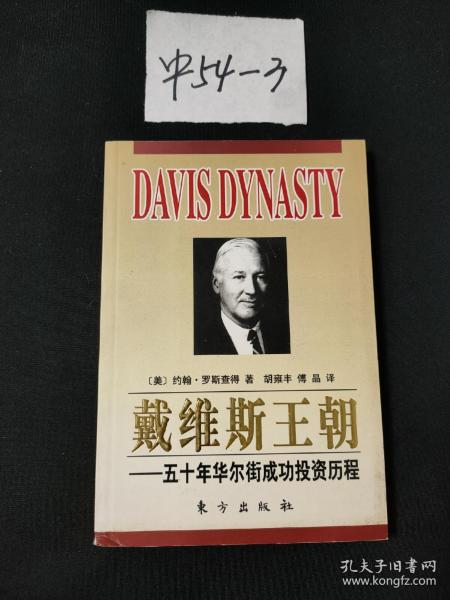 中54-3
DAVIS DYNASTY
〔美〕约翰·罗斯查得 著 胡雍丰 傅晶 译
戴维斯王朝
——五十年华尔街成功投资历程
东方出版社
孔夫子旧书网
www.kongfz.com